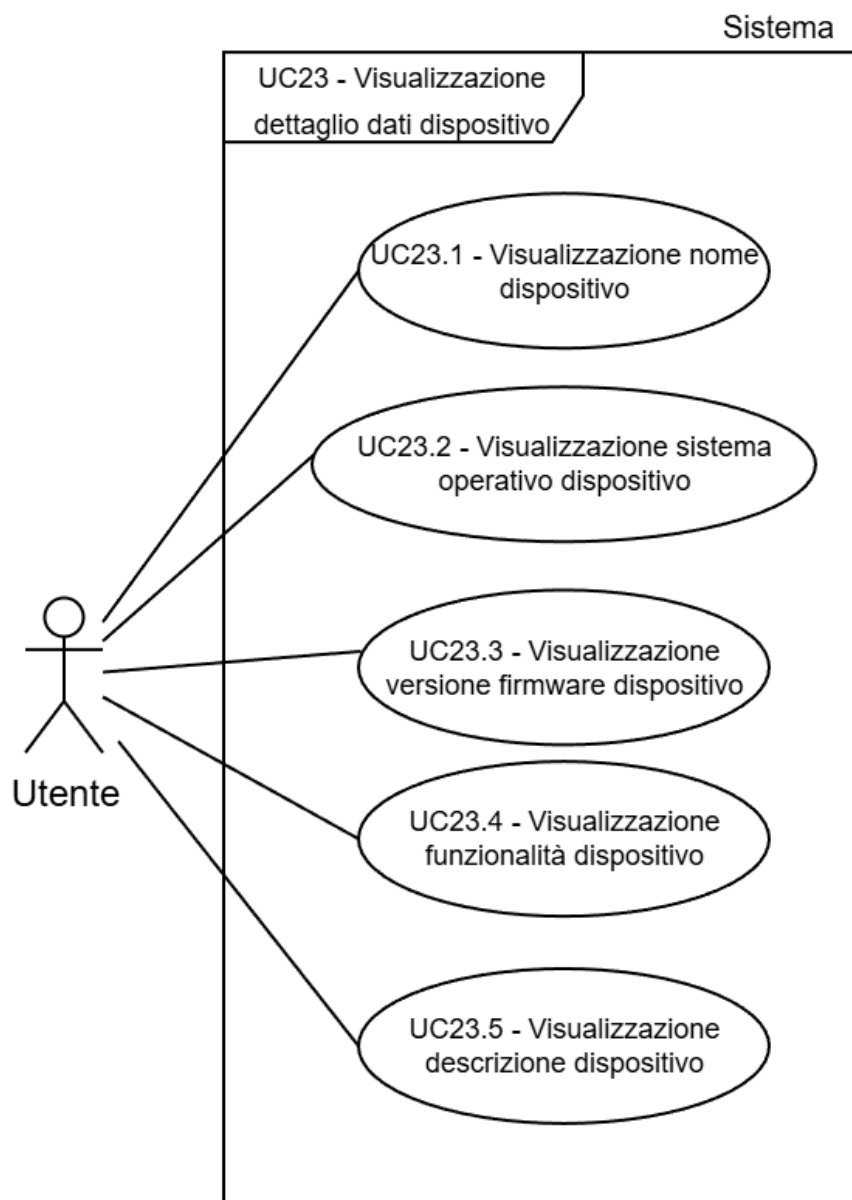 Sistema
UC23 - Visualizzazione
dettaglio dati dispositivo
UC23.1 - Visualizzazione nome
dispositivo
UC23.2 - Visualizzazione sistema
operativo dispositivo
UC23.3 - Visualizzazione
versione firmware dispositivo
Utente
UC23.4 - Visualizzazione
funzionalità dispositivo
UC23.5 - Visualizzazione
descrizione dispositivo